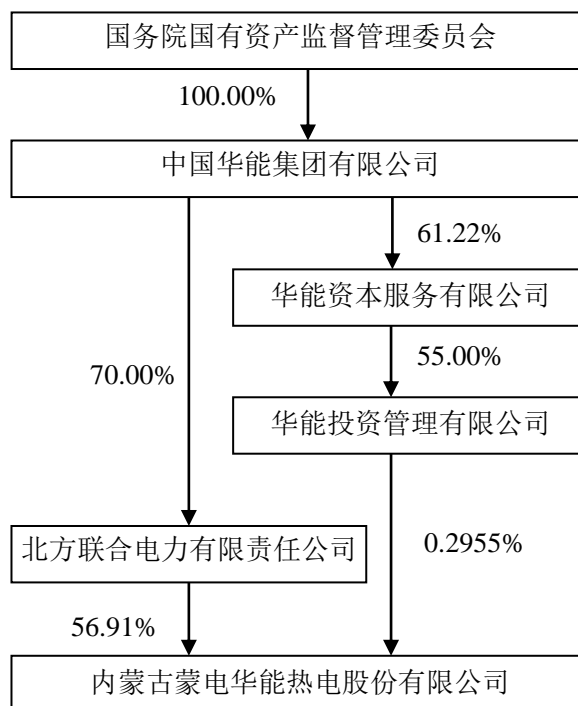 国务院国有资产监督管理委员会
100.00%
中国华能集团有限公司
61.22%
华能资本服务有限公司
70.00%
55.00%
华能投资管理有限公司
北方联合电力有限责任公司
0.2955%
56.91%
内蒙古蒙电华能热电股份有限公司